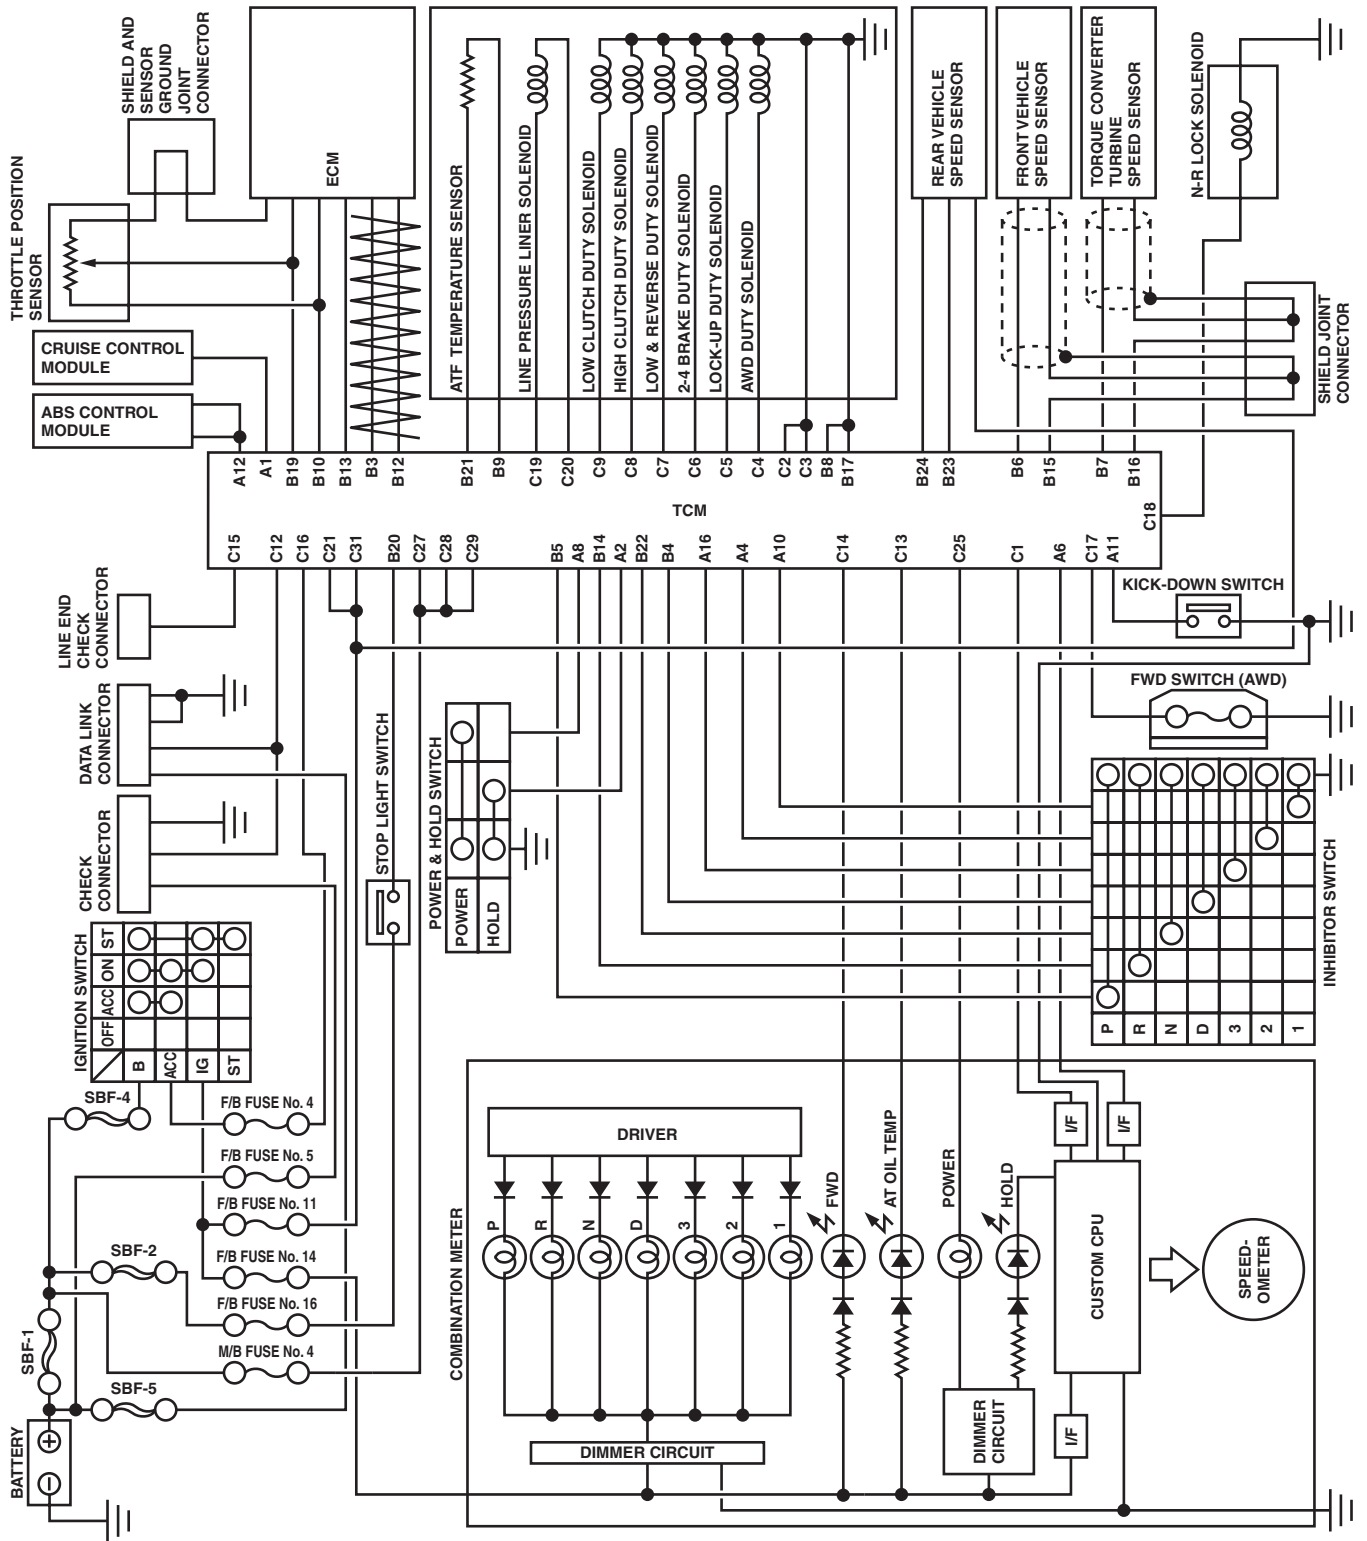 SHIELD AND
SENSOR
GROUND
JOINT
CONNECTOR
THROTTLE POSITION
SENSOR
CRUISE CONTROL
MODULE
ABS CONTROL
MODULE
ECM
ATF TEMPERATURE SENSOR
LINE PRESSURE LINER SOLENOID
LOW CLUTCH DUTY SOLENOID
HIGH CLUTCH DUTY SOLENOID
LOW & REVERSE DUTY SOLENOID
2-4 BRAKE DUTY SOLENOID
LOCK-UP DUTY SOLENOID
AWD DUTY SOLENOID
REAR VEHICLE
SPEED SENSOR
FRONT VEHICLE
SPEED SENSOR
TORQUE CONVERTER
TURBINE
SPEED SENSOR
N-R LOCK SOLENOID
SHIELD JOINT
CONNECTOR
A12
A1
B19
B10
B13
B3
B12
B21
B9
C19
C20
C9
C8
C7
C6
C5
C4
C2
C3
B8
B17
B24
B23
B6
B15
B7
B16
TCM
C18
C15
C12
C16
C21
C31
B20
C27
C28
C29
B5
A8
B14
A2
B22
B4
A16
A4
A10
C14
C13
C25
C1
A6
C17
A11
LINE END
CHECK
CONNECTOR
DATA LINK
CONNECTOR
CHECK
CONNECTOR
STOP LIGHT SWITCH
POWER & HOLD SWITCH
POWER
HOLD
KICK-DOWN SWITCH
FWD SWITCH (AWD)
INHIBITOR SWITCH
P
R
N
D
3
2
1
IGNITION SWITCH
OFF
ACC
ON
ST
B
ACC
IG
ST
SBF-4
F/B FUSE No. 4
F/B FUSE No. 5
F/B FUSE No. 11
F/B FUSE No. 14
F/B FUSE No. 16
M/B FUSE No. 4
SBF-2
SBF-1
SBF-5
BATTERY
COMBINATION METER
DRIVER
P
R
N
D
3
2
1
FWD
AT OIL TEMP
POWER
HOLD
DIMMER CIRCUIT
DIMMER
CIRCUIT
I/F
I/F
I/F
CUSTOM CPU
SPEED-
OMETER